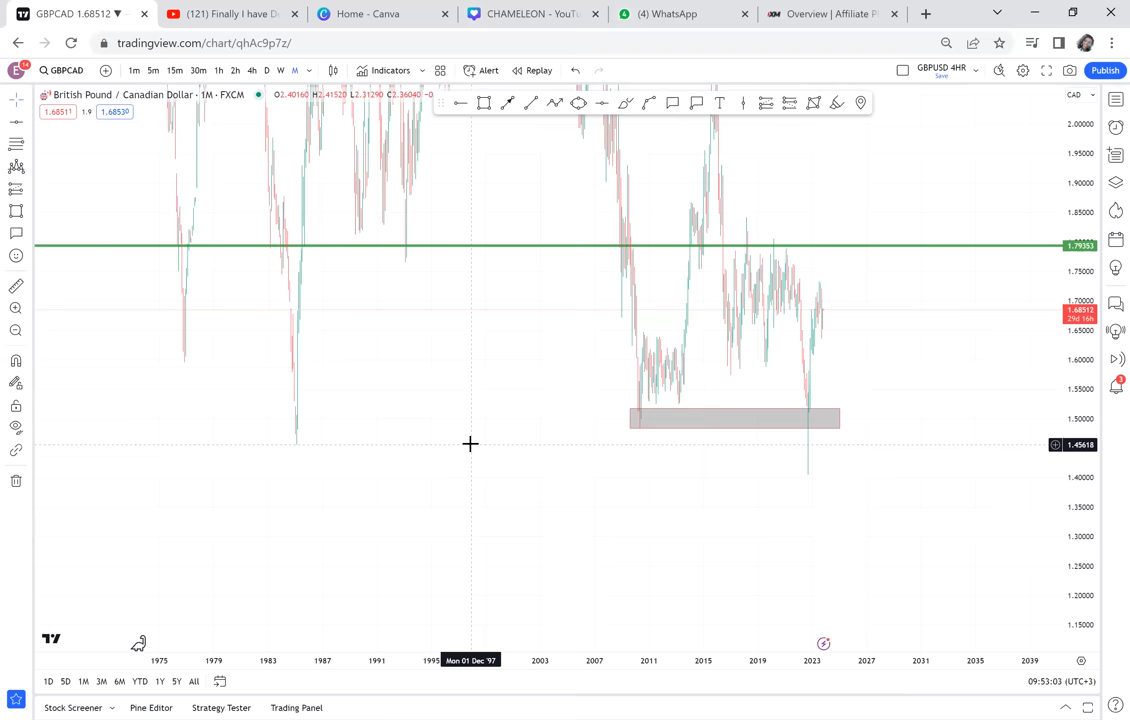 GBPCAD 1.68512 ▼
(121) Finally I have D
Home - Canva
CHAMELEON - YouTu
(4) WhatsApp
Overview | Affiliate P
tradingview.com/chart/qhAc9p7z/
E 14 GBPCAD 1m 5m 15m 30m 1h 2h 4h D W M Indicators Alert Replay GBPUSD 4HR Save Publish
British Pound / Canadian Dollar · 1M · FXCM O2.40160 H2.41520 L2.31290 C2.36040 −0
CAD
1.68511 1.9 1.68530
2.00000
1.95000
1.90000
1.85000
1.79353
1.75000
1.70000
1.68512
29d 16h
1.65000
1.60000
1.55000
1.50000
1.45618
1.40000
1.35000
1.30000
1.25000
1.20000
1.15000
1975 1979 1983 1987 1991 1995 Mon 01 Dec '97 2003 2007 2011 2015 2019 2023 2027 2031 2035 2039
1D 5D 1M 3M 6M YTD 1Y 5Y All
09:53:03 (UTC+3)
Stock Screener Pine Editor Strategy Tester Trading Panel
3